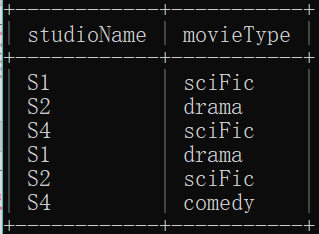 studioName movieType
S1 sciFic
S2 drama
S4 sciFic
S1 drama
S2 sciFic
S4 comedy